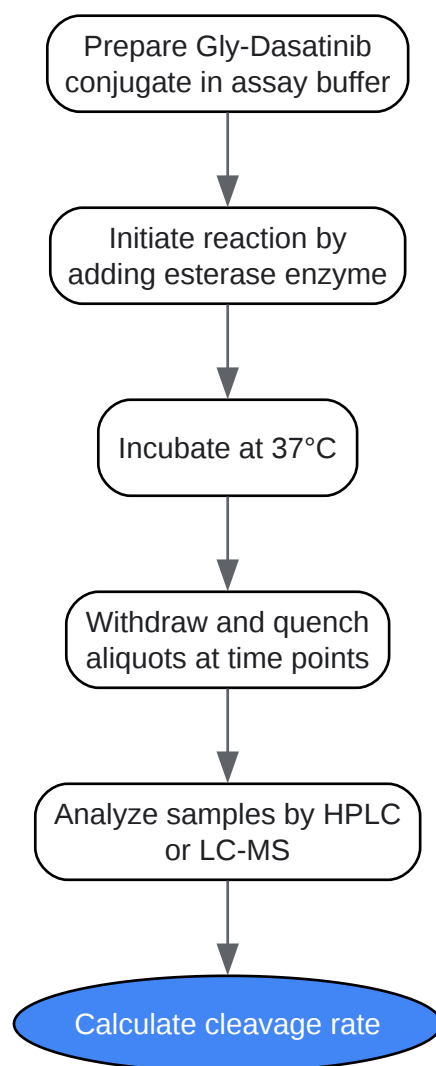 Prepare Gly-Dasatinib
conjugate in assay buffer
Initiate reaction by
adding esterase enzyme
Incubate at 37°C
Withdraw and quench
aliquots at time points
Analyze samples by HPLC
or LC-MS
Calculate cleavage rate